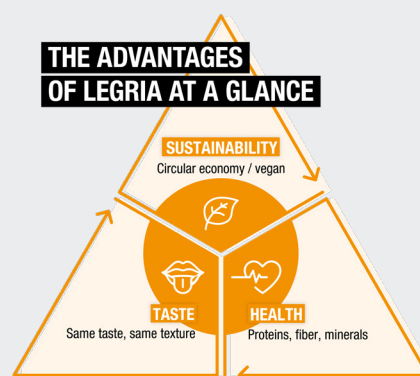 THE ADVANTAGES
OF LEGRIA AT A GLANCE
SUSTAINABILITY
Circular economy / vegan
TASTE
Same taste, same texture
HEALTH
Proteins, fiber, minerals